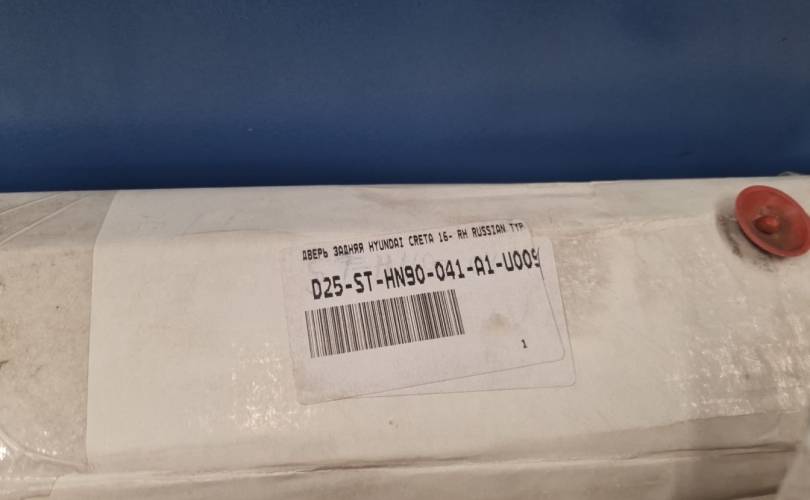 ДВЕРЬ ЗАДНЯЯ HYUNDAI CRETA 16- RH RUSSIAN TYP
D25-ST-HN90-041-A1-U009
1